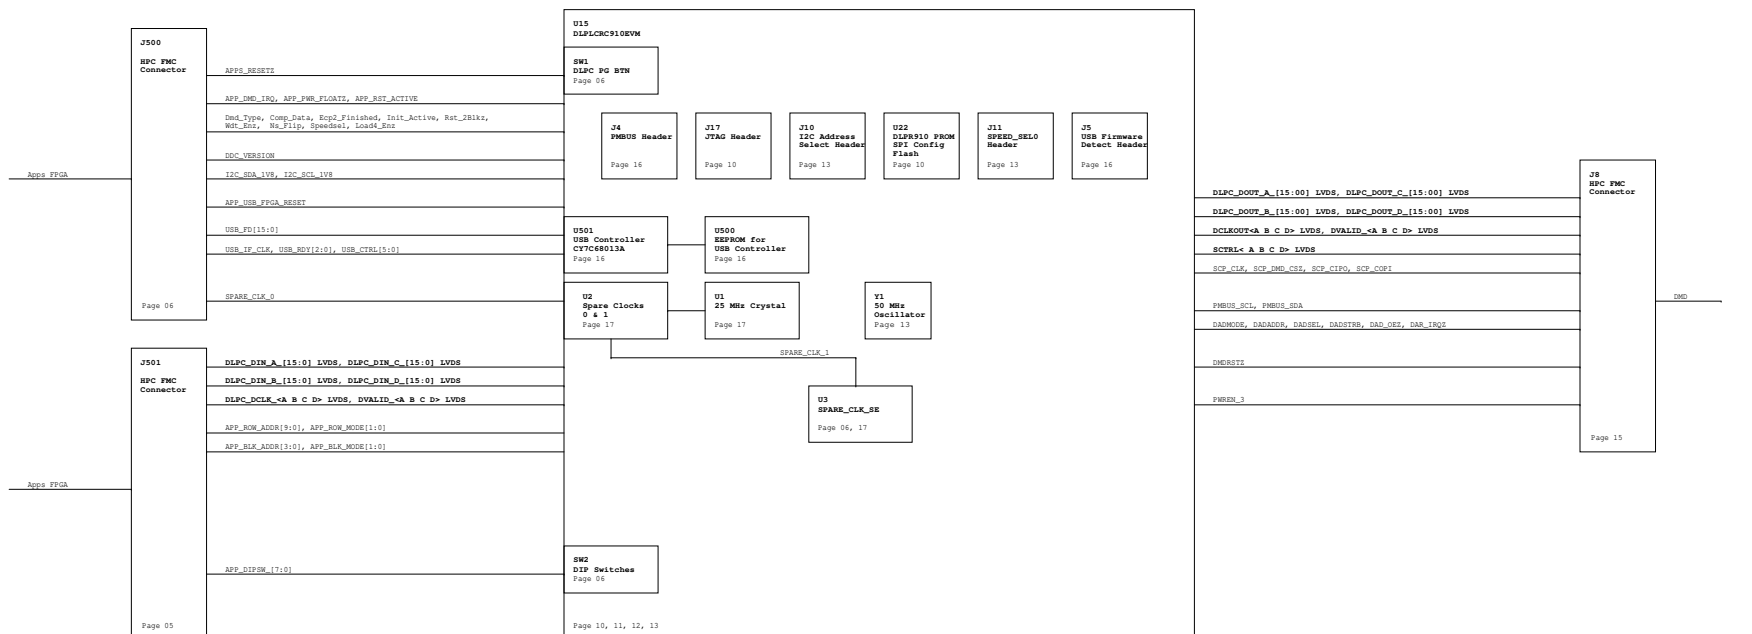 Apps FPGA
Apps FPGA
J500
HPC FMC
Connector
Page 06
APPS_RESETZ
APP_DMD_IRQ, APP_PWR_FLOATZ, APP_RST_ACTIVE
Dmd_Type, Comp_Data, Ecp2_Finished, Init_Active, Rst_2Blkz,
Wdt_Enz, Ns_Flip, Speedsel, Load4_Enz
DDC_VERSION
I2C_SDA_1V8, I2C_SCL_1V8
APP_USB_FPGA_RESET
USB_FD[15:0]
USB_IF_CLK, USB_RDY[2:0], USB_CTRL[5:0]
SPARE_CLK_0
J501
HPC FMC
Connector
Page 05
DLPC_DIN_A_[15:0] LVDS, DLPC_DIN_C_[15:0] LVDS
DLPC_DIN_B_[15:0] LVDS, DLPC_DIN_D_[15:0] LVDS
DLPC_DCLK_<A B C D> LVDS, DVALID_<A B C D> LVDS
APP_ROW_ADDR[9:0], APP_ROW_MODE[1:0]
APP_BLK_ADDR[3:0], APP_BLK_MODE[1:0]
APP_DIPSW_[7:0]
U15
DLPLCRC910EVM
SW1
DLPC PG BTN
Page 06
J4
PMBUS Header
Page 16
J17
JTAG Header
Page 10
J10
I2C Address
Select Header
Page 13
U22
DLPR910 PROM
SPI Config
Flash
Page 10
J11
SPEED_SEL0
Header
Page 13
J5
USB Firmware
Detect Header
Page 16
U501
USB Controller
CY7C68013A
Page 16
U500
EEPROM for
USB Controller
Page 16
U2
Spare Clocks
0 & 1
Page 17
U1
25 MHz Crystal
Page 17
Y1
50 MHz
Oscillator
Page 13
SPARE_CLK_1
U3
SPARE_CLK_SE
Page 06, 17
SW2
DIP Switches
Page 06
Page 10, 11, 12, 13
DLPC_DOUT_A_[15:00] LVDS, DLPC_DOUT_C_[15:00] LVDS
DLPC_DOUT_B_[15:00] LVDS, DLPC_DOUT_D_[15:00] LVDS
DCLKOUT<A B C D> LVDS, DVALID_<A B C D> LVDS
SCTRL< A B C D> LVDS
SCP_CLK, SCP_DMD_CSZ, SCP_CIPO, SCP_COPI
PMBUS_SCL, PMBUS_SDA
DADMODE, DADADDR, DADSEL, DADSTRB, DAD_OEZ, DAR_IRQZ
DMDRSTZ
PWREN_3
J8
HPC FMC
Connector
Page 15
DMD